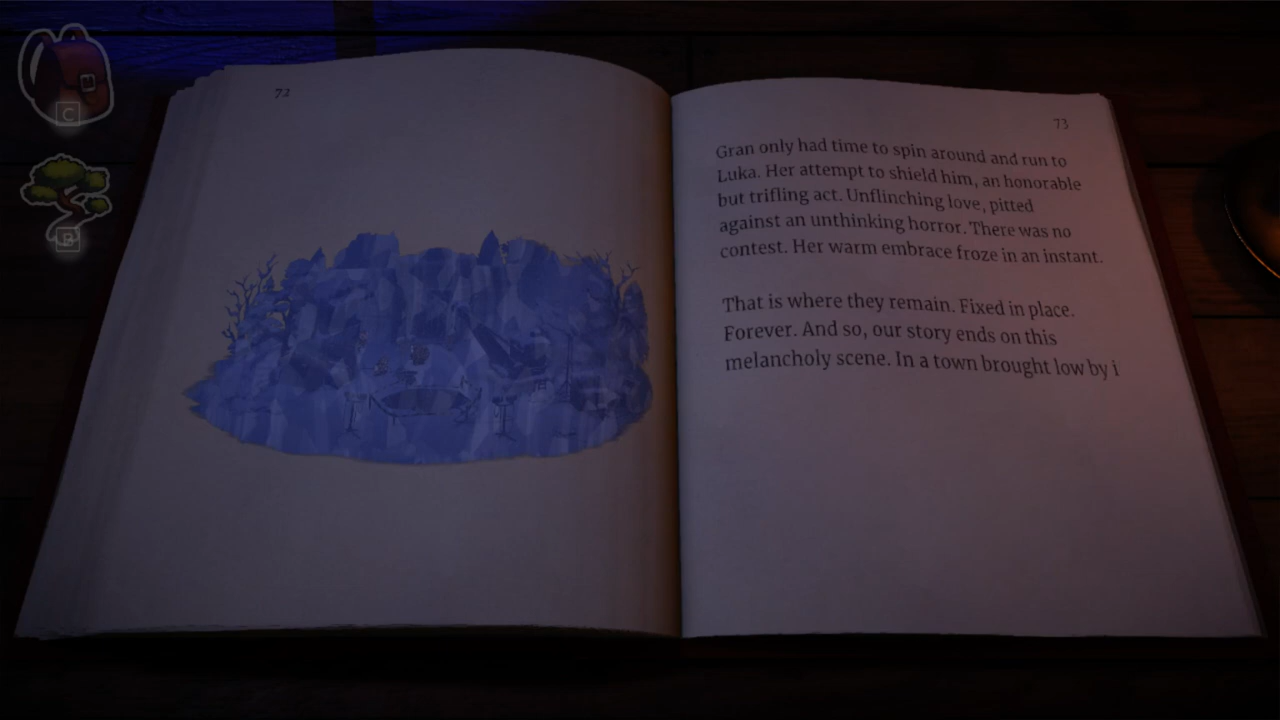 C
B
72
73
Gran only had time to spin around and run to
Luka. Her attempt to shield him, an honorable
but trifling act. Unflinching love, pitted
against an unthinking horror. There was no
contest. Her warm embrace froze in an instant.
That is where they remain. Fixed in place.
Forever. And so, our story ends on this
melancholy scene. In a town brought low by i